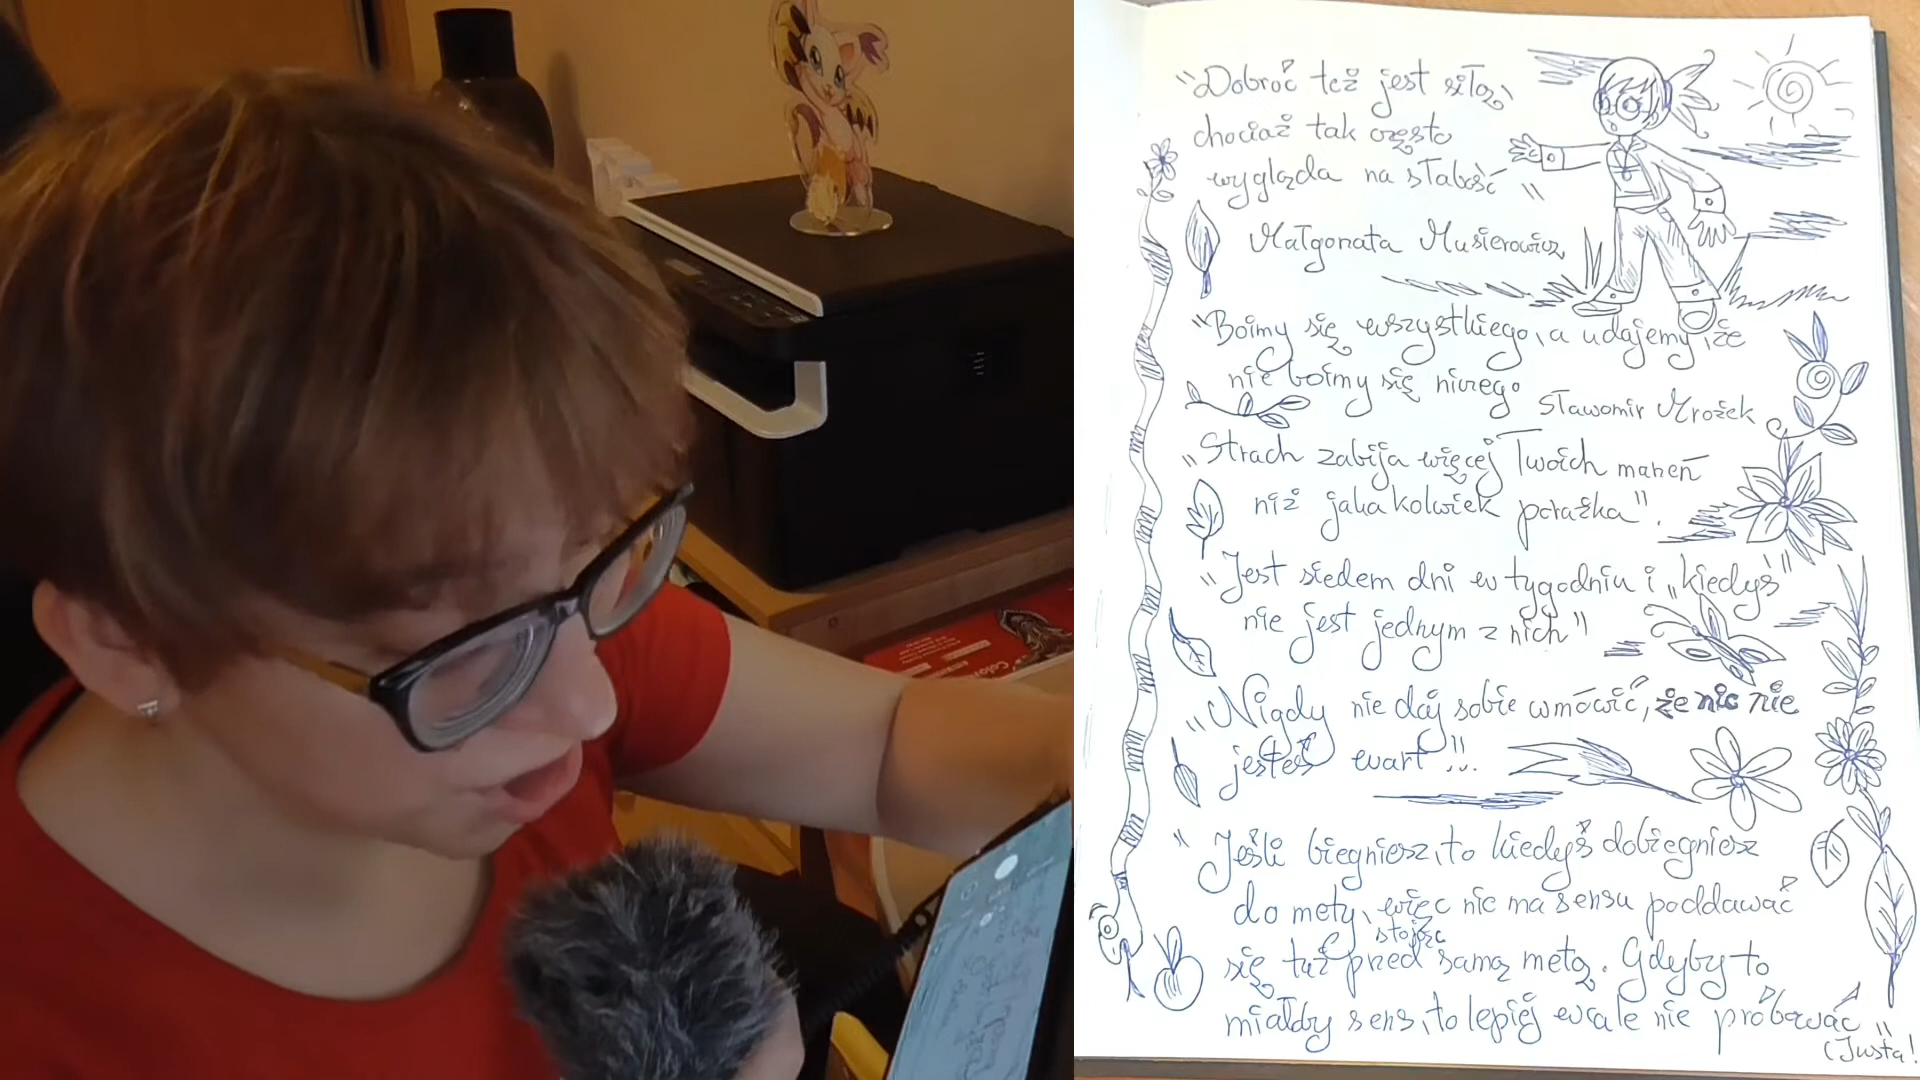 "Dobroć też jest siłą,
chociaż tak często
wygląda na słabość"
Małgorzata Musierowicz
"Boimy się wszystkiego, a udajemy, że
nie boimy się niczego
Sławomir Mrożek
"Strach zabija więcej Twoich marzeń
niż jakakolwiek porażka".
"Jest siedem dni w tygodniu i „kiedyś"
nie jest jednym z nich"
"Nigdy nie daj sobie wmówić, że nic nie
jesteś wart"!
"Jeśli biegniesz, to kiedyś dobiegniesz
do mety, więc nie ma sensu poddawać
stojąc
się tuż przed samą metą. Gdyby to
miałoby sens, to lepiej wcale nie próbować"
(Justa!